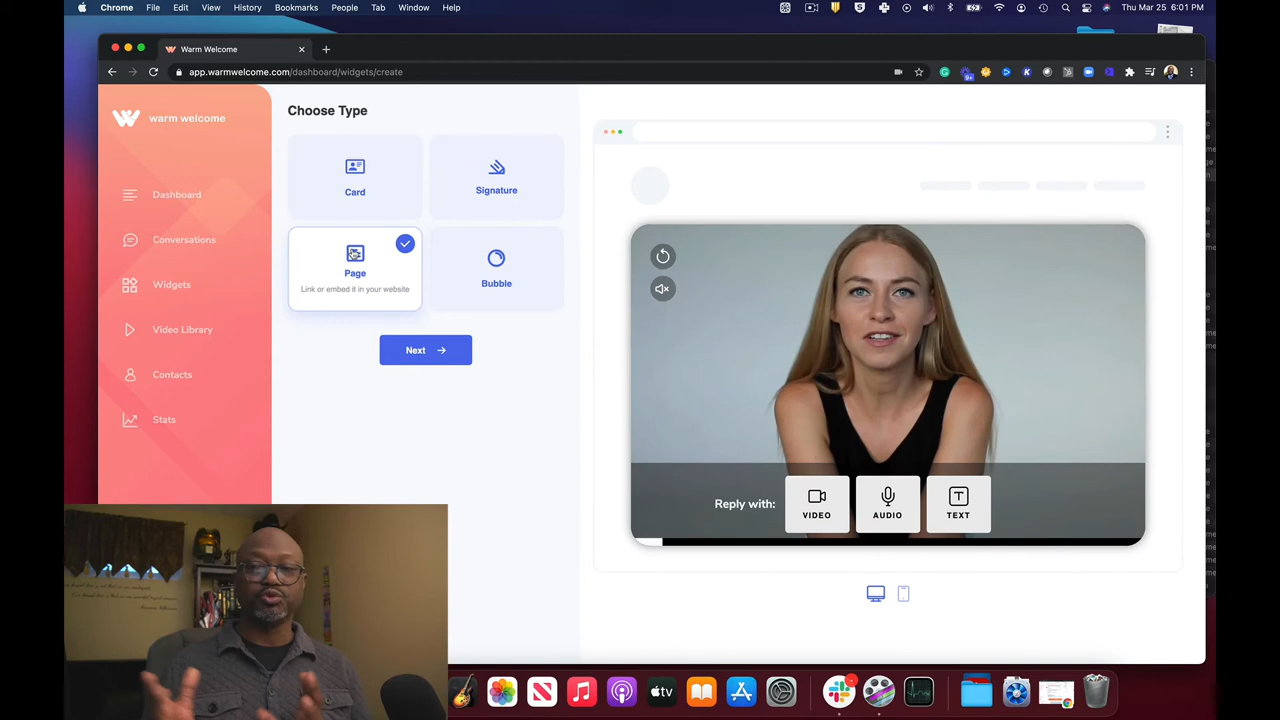 Chrome File Edit View History Bookmarks People Tab Window Help
Thu Mar 25 6:01 PM
Warm Welcome
app.warmwelcome.com/dashboard/widgets/create
9+
warm welcome
Choose Type
Card
Signature
Dashboard
Conversations
Page
Link or embed it in your website
Bubble
Widgets
Video Library
Next
Contacts
Stats
Reply with:
VIDEO
AUDIO
TEXT
tv